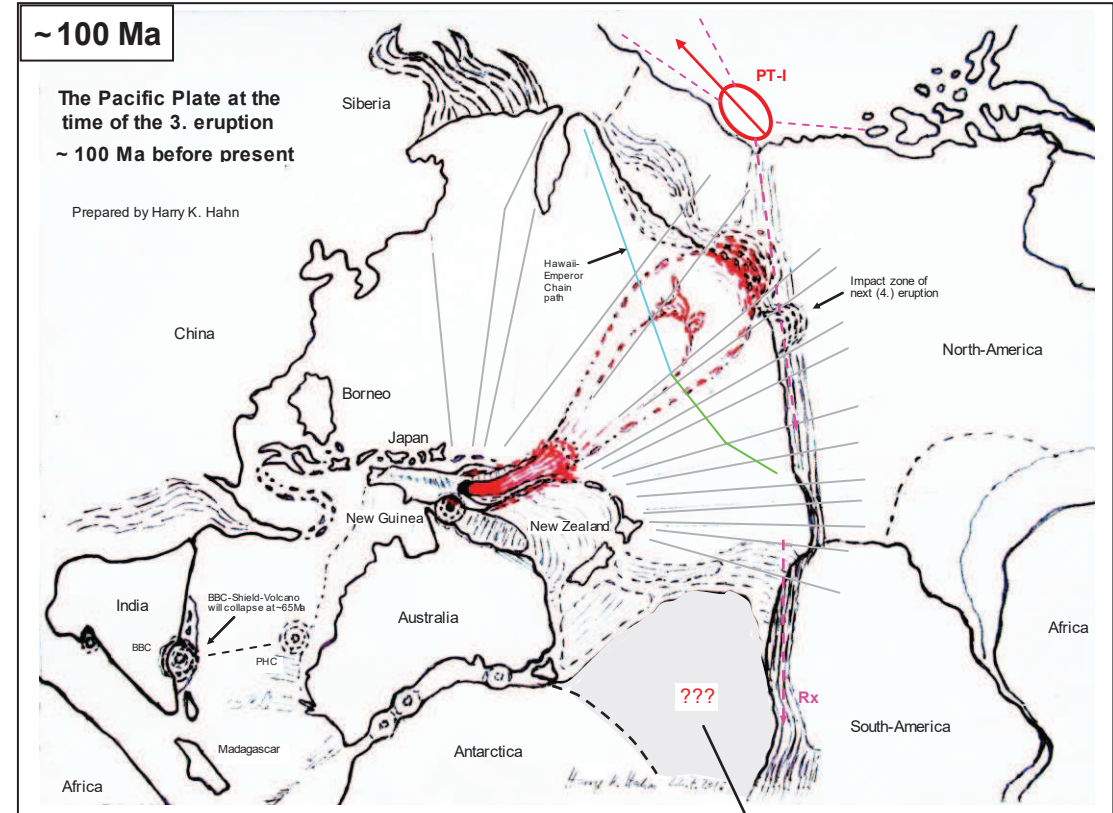 ~ 100 Ma
The Pacific Plate at the
time of the 3. eruption
~ 100 Ma before present
Prepared by Harry K. Hahn
Siberia
PT-I
Hawaii-
Emperor
Chain
path
Impact zone of
next (4.) eruption
China
North-America
Borneo
Japan
New Guinea
New Zealand
BBC-Shield-Volcano
will collapse at ~65Ma
India
BBC
PHC
Australia
Africa
???
Rx
South-America
Madagascar
Antarctica
Africa
Harry K. Hahn